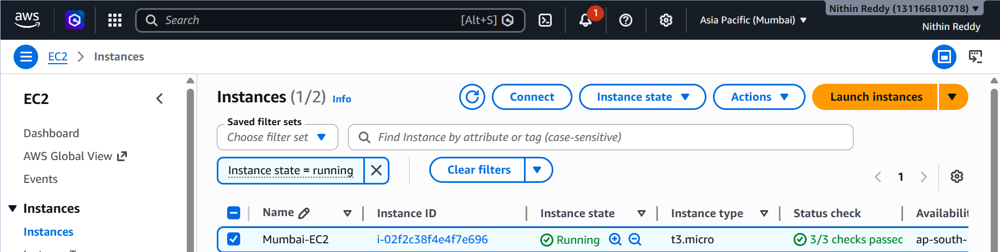 aws
Search
[Alt+S]
1
Asia Pacific (Mumbai)
Nithin Reddy (131166810718)
Nithin Reddy
EC2
Instances
EC2
Dashboard
AWS Global View
Events
Instances
Instances
Instances (1/2) Info
Connect
Instance state
Actions
Launch instances
Saved filter sets
Choose filter set
Find Instance by attribute or tag (case-sensitive)
Instance state = running
Clear filters
1
Name
Instance ID
Instance state
Instance type
Status check
Availabilit
Mumbai-EC2
i-02f2c38f4e4f7e696
Running
t3.micro
3/3 checks passed
ap-south-